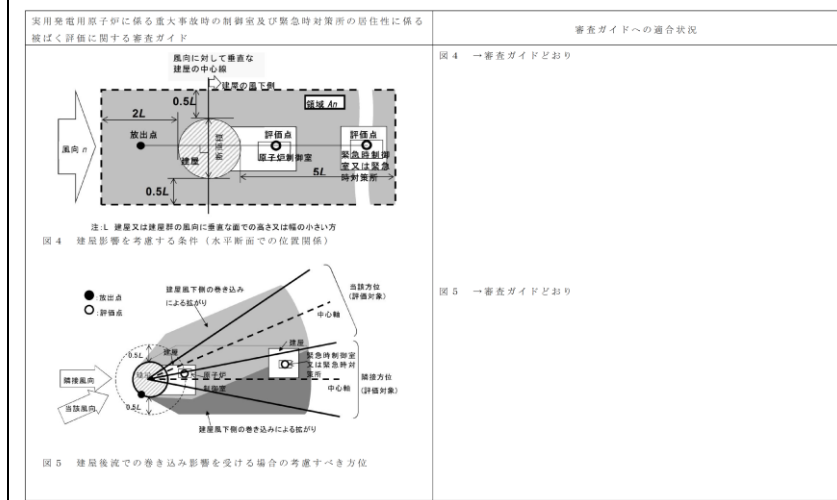 実用発電用原子炉に係る重大事故時の制御室及び緊急時対策所の居住性に係る
被ばく評価に関する審査ガイド
審査ガイドへの適合状況
図4 →審査ガイドどおり
風向に対して垂直な
建屋の中心線
建屋の風下側
0.5L
領域 An
2L
放出点
評価点
評価点
風向 n
建屋
原子炉制御室
緊急時制御
室又は緊急
時対策所
5L
0.5L
注:L 建屋又は建屋群の風向に垂直な面での高さ又は幅の小さい方
図4 建屋影響を考慮する条件(水平断面での位置関係)
図5 →審査ガイドどおり
当該方位
(評価対象)
建屋風下側の巻き込み
による拡がり
●:放出点
○:評価点
中心軸
0.5L
建屋
建屋
緊急時制御室
又は緊急時対
策所
原子炉
制御室
隣接方位
(評価対象)
隣接風向
中心軸
当該風向
0.5L
建屋風下側の巻き込みによる拡がり
図5 建屋後流での巻き込み影響を受ける場合の考慮すべき方位